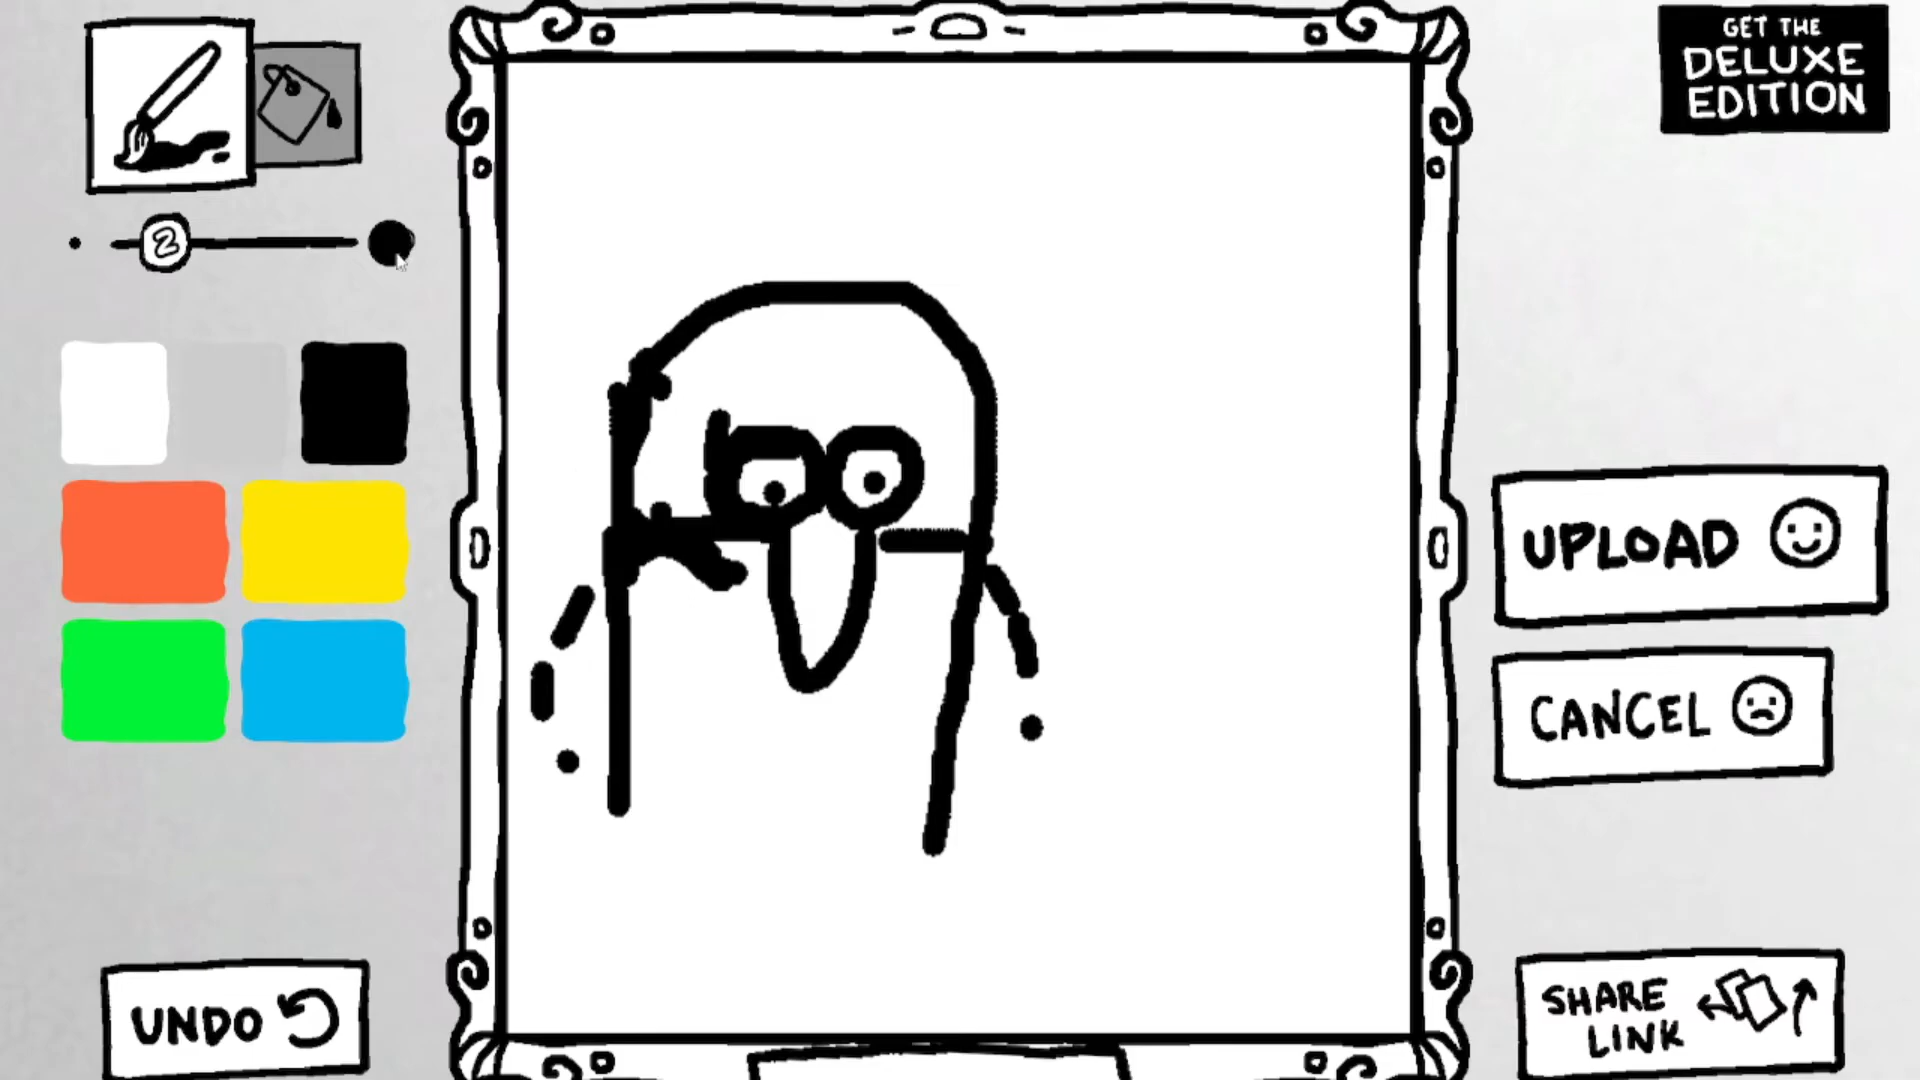 GET THE
DELUXE
EDITION
2
UPLOAD
CANCEL
UNDO
SHARE
LINK